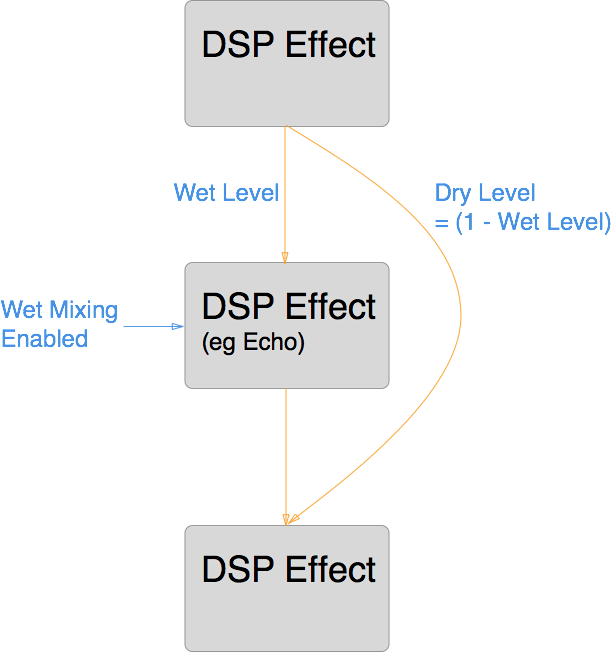 DSP Effect
Wet Level
Dry Level
= (1 - Wet Level)
DSP Effect
(eg Echo)
Wet Mixing
Enabled
DSP Effect